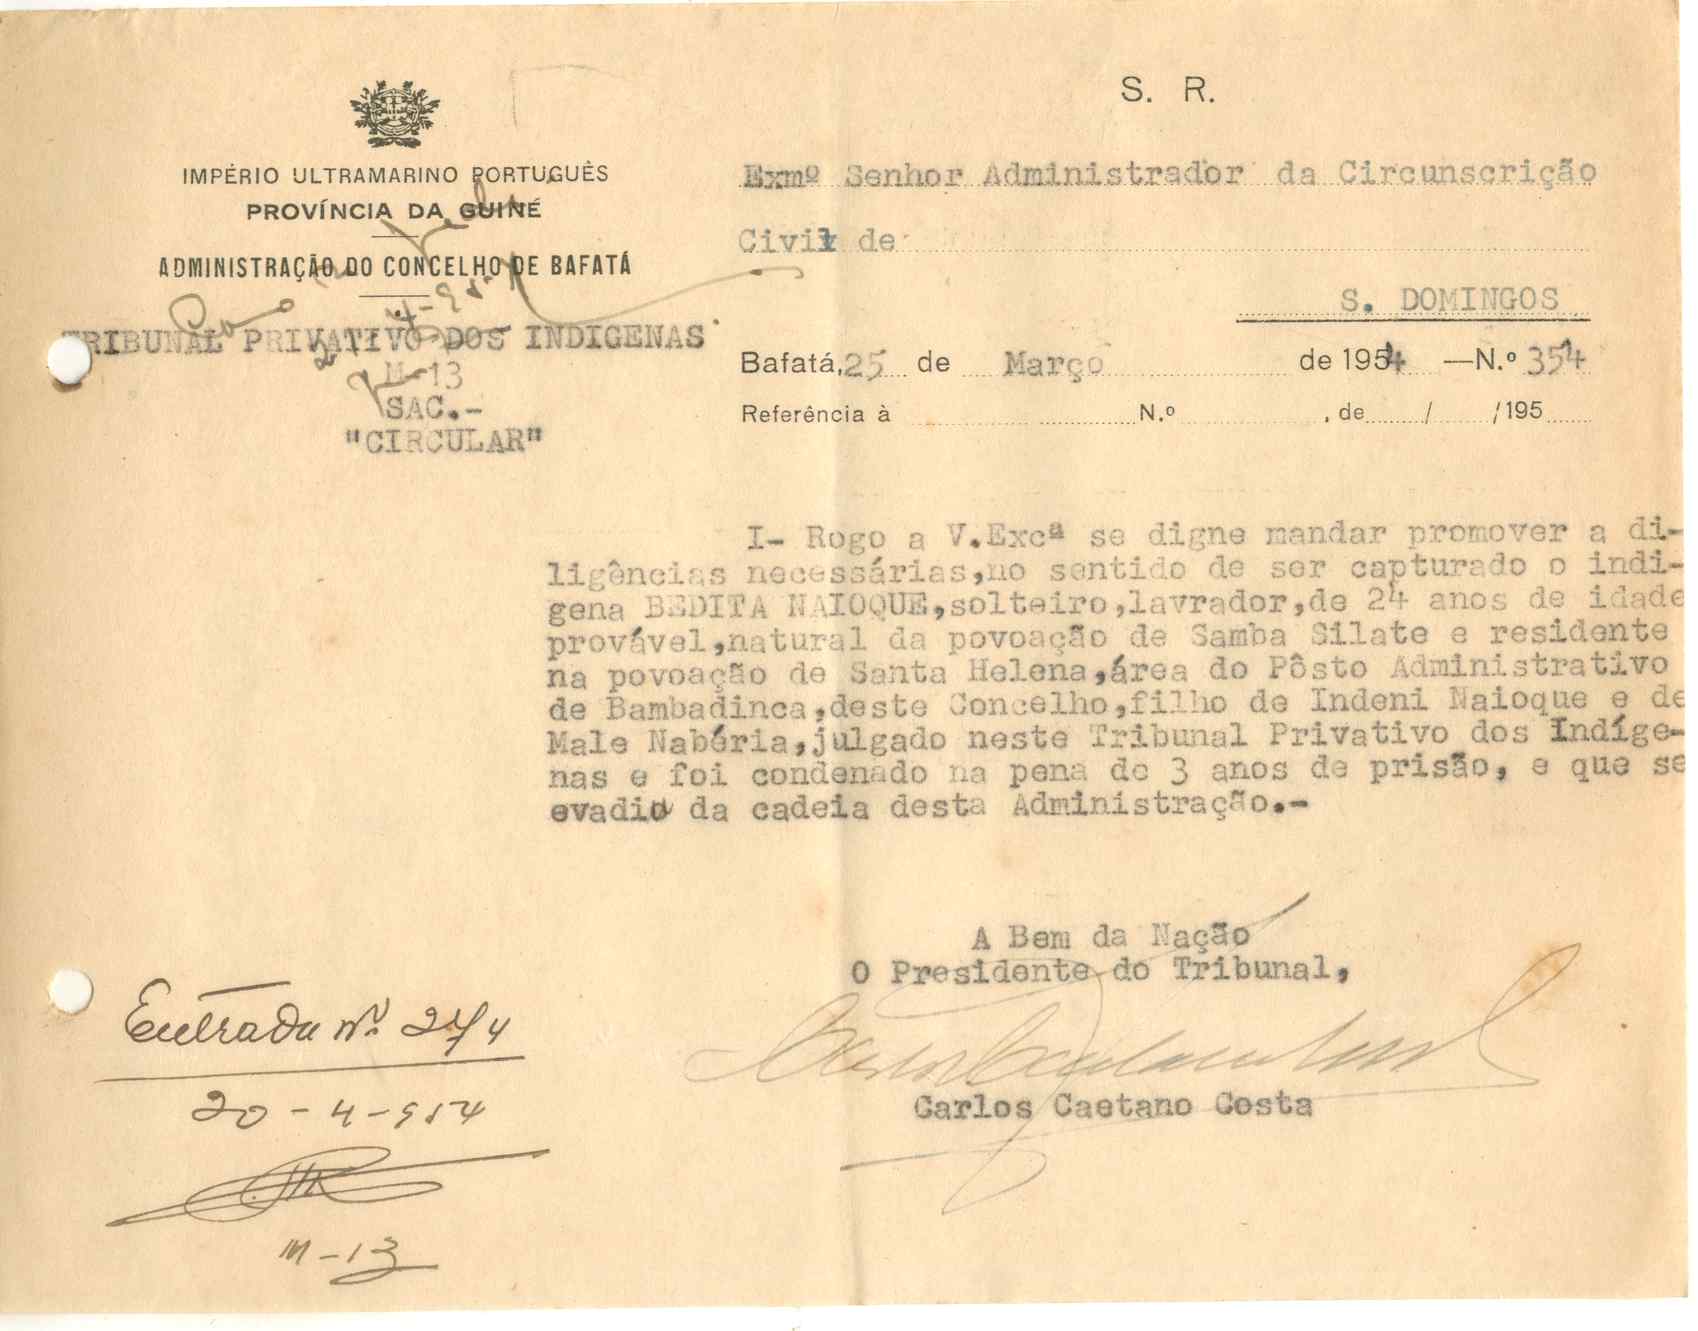 IMPÉRIO ULTRAMARINO PORTUGUÊS
PROVÍNCIA DA GUINÉ
ADMINISTRAÇÃO DO CONCELHO DE BAFATÁ
TRIBUNAL PRIVATIVO DOS INDIGENAS
M-13
SAC.-
"CIRCULAR"
S. R.
Exmº Senhor Administrador da Circunscrição
Civil de
S. DOMINGOS
Bafatá, 25 de Março de 1954 —N.º 354
Referência à N.º , de / /195
I- Rogo a V.Excª se digne mandar promover a di-
ligências necessárias,no sentido de ser capturado o indi-
gena BEDITA NAIOQUE,solteiro,lavrador,de 24 anos de idade
provável,natural da povoação de Samba Silate e residente
na povoação de Santa Helena,área do Pôsto Administrativo
de Bambadinca,deste Concelho,filho de Indeni Naioque e de
Male Nabéria,julgado neste Tribunal Privativo dos Indíge-
nas e foi condenado na pena de 3 anos de prisão, e que se
evadiu da cadeia desta Administração.-
A Bem da Nação
O Presidente do Tribunal,
Carlos Caetano Costa
Entrada nº. 274
20-4-954
M-13